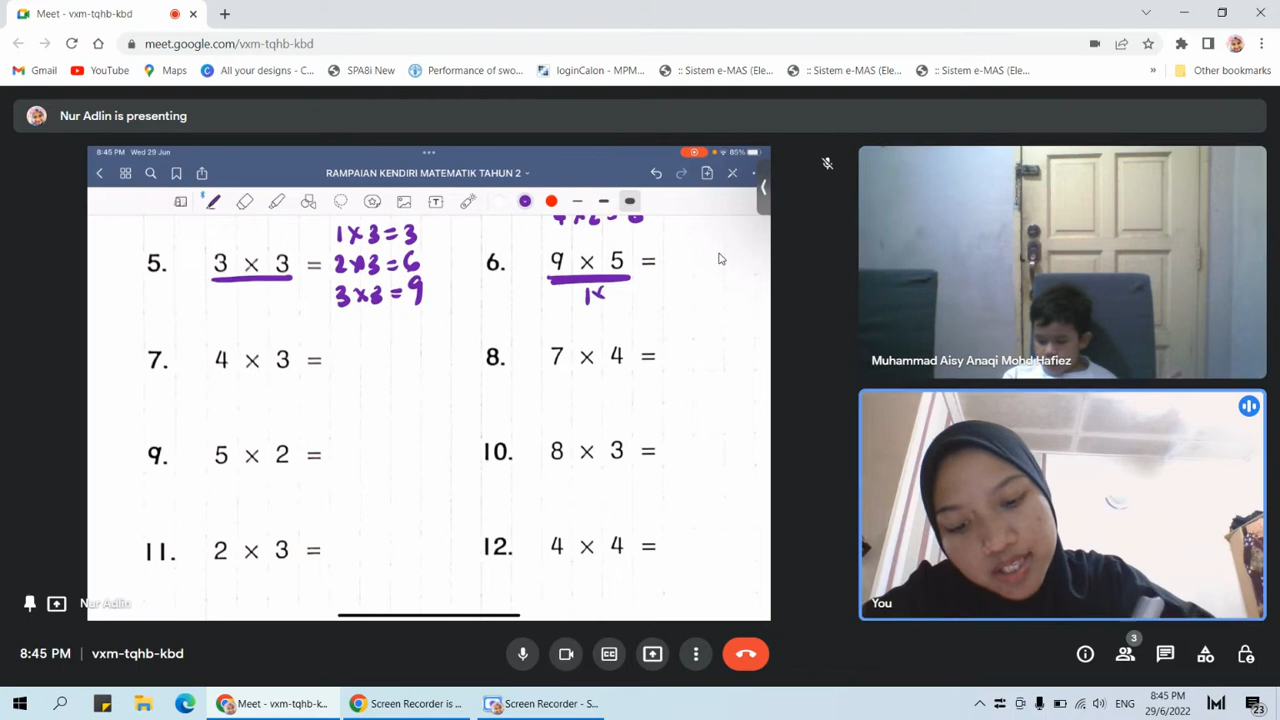 Meet - vxm-tqhb-kbd
meet.google.com/vxm-tqhb-kbd
Gmail YouTube Maps All your designs - C... SPA8i New Performance of swo... loginCalon - MPM... :: Sistem e-MAS (Ele... :: Sistem e-MAS (Ele... :: Sistem e-MAS (Ele... » Other bookmarks
Nur Adlin is presenting
8:45 PM Wed 29 Jun 85%
RAMPAIAN KENDIRI MATEMATIK TAHUN 2
1 x 3 = 3
5. 3 × 3 = 2 x 3 = 6
3 x 3 = 9
6. 9 × 5 =
1x
7. 4 × 3 =
8. 7 × 4 =
9. 5 × 2 =
10. 8 × 3 =
11. 2 × 3 =
12. 4 × 4 =
Nur Adlin
Muhammad Aisy Anaqi Mohd Hafiez
You
8:45 PM vxm-tqhb-kbd
3
Meet - vxm-tqhb-k... Screen Recorder is ... Screen Recorder - S...
ENG
8:45 PM
29/6/2022
23